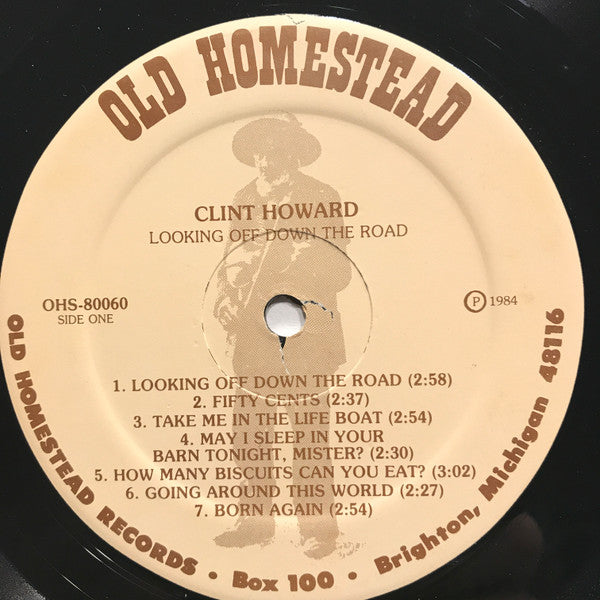 OLD HOMESTEAD
CLINT HOWARD
LOOKING OFF DOWN THE ROAD
OHS-80060
SIDE ONE
℗ 1984
1. LOOKING OFF DOWN THE ROAD (2:58)
2. FIFTY CENTS (2:37)
3. TAKE ME IN THE LIFE BOAT (2:54)
4. MAY I SLEEP IN YOUR
BARN TONIGHT, MISTER? (2:30)
5. HOW MANY BISCUITS CAN YOU EAT? (3:02)
6. GOING AROUND THIS WORLD (2:27)
7. BORN AGAIN (2:54)
OLD HOMESTEAD RECORDS • Box 100 • Brighton, Michigan 48116